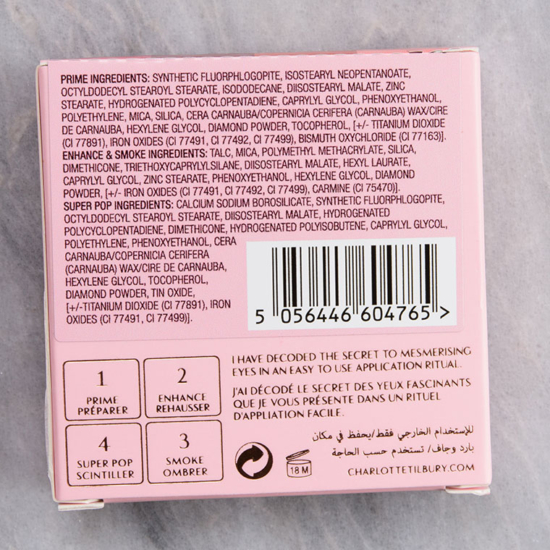 PRIME INGREDIENTS: SYNTHETIC FLUORPHLOGOPITE, ISOSTEARYL NEOPENTANOATE,
OCTYLDODECYL STEAROYL STEARATE, ISODODECANE, DIISOSTEARYL MALATE, ZINC
STEARATE, HYDROGENATED POLYCYCLOPENTADIENE, CAPRYLYL GLYCOL, PHENOXYETHANOL,
POLYETHYLENE, MICA, SILICA, CERA CARNAUBA/COPERNICIA CERIFERA (CARNAUBA) WAX/CIRE
DE CARNAUBA, HEXYLENE GLYCOL, DIAMOND POWDER, TOCOPHEROL, [+/- TITANIUM DIOXIDE
(CI 77891), IRON OXIDES (CI 77491, CI 77492, CI 77499), BISMUTH OXYCHLORIDE (CI 77163)].
ENHANCE & SMOKE INGREDIENTS: TALC, MICA, POLYMETHYL METHACRYLATE, SILICA,
DIMETHICONE, TRIETHOXYCAPRYLYLSILANE, DIISOSTEARYL MALATE, HEXYL LAURATE,
CAPRYLYL GLYCOL, ZINC STEARATE, PHENOXYETHANOL, HEXYLENE GLYCOL, DIAMOND
POWDER, [+/- IRON OXIDES (CI 77491, CI 77492, CI 77499), CARMINE (CI 75470)].
SUPER POP INGREDIENTS: CALCIUM SODIUM BOROSILICATE, SYNTHETIC FLUORPHLOGOPITE,
OCTYLDODECYL STEAROYL STEARATE, DIISOSTEARYL MALATE, HYDROGENATED
POLYCYCLOPENTADIENE, DIMETHICONE, HYDROGENATED POLYISOBUTENE, CAPRYLYL GLYCOL,
POLYETHYLENE, PHENOXYETHANOL, CERA
CARNAUBA/COPERNICIA CERIFERA
(CARNAUBA) WAX/CIRE DE CARNAUBA,
HEXYLENE GLYCOL, TOCOPHEROL,
DIAMOND POWDER, TIN OXIDE,
[+/-TITANIUM DIOXIDE (CI 77891), IRON
OXIDES (CI 77491, CI 77499)].
5 056446 604765 >
1
PRIME
PRÉPARER
2
ENHANCE
REHAUSSER
4
SUPER POP
SCINTILLER
3
SMOKE
OMBRER
I HAVE DECODED THE SECRET TO MESMERISING
EYES IN AN EASY TO USE APPLICATION RITUAL.
J'AI DÉCODÉ LE SECRET DES YEUX FASCINANTS
QUE JE VOUS PRÉSENTE DANS UN RITUEL
D'APPLIATION FACILE.
للإستخدام الخارجي فقط/يحفظ في مكان
بارد وجاف/ تستخدم حسب الحاجة
18 M
CHARLOTTETILBURY.COM